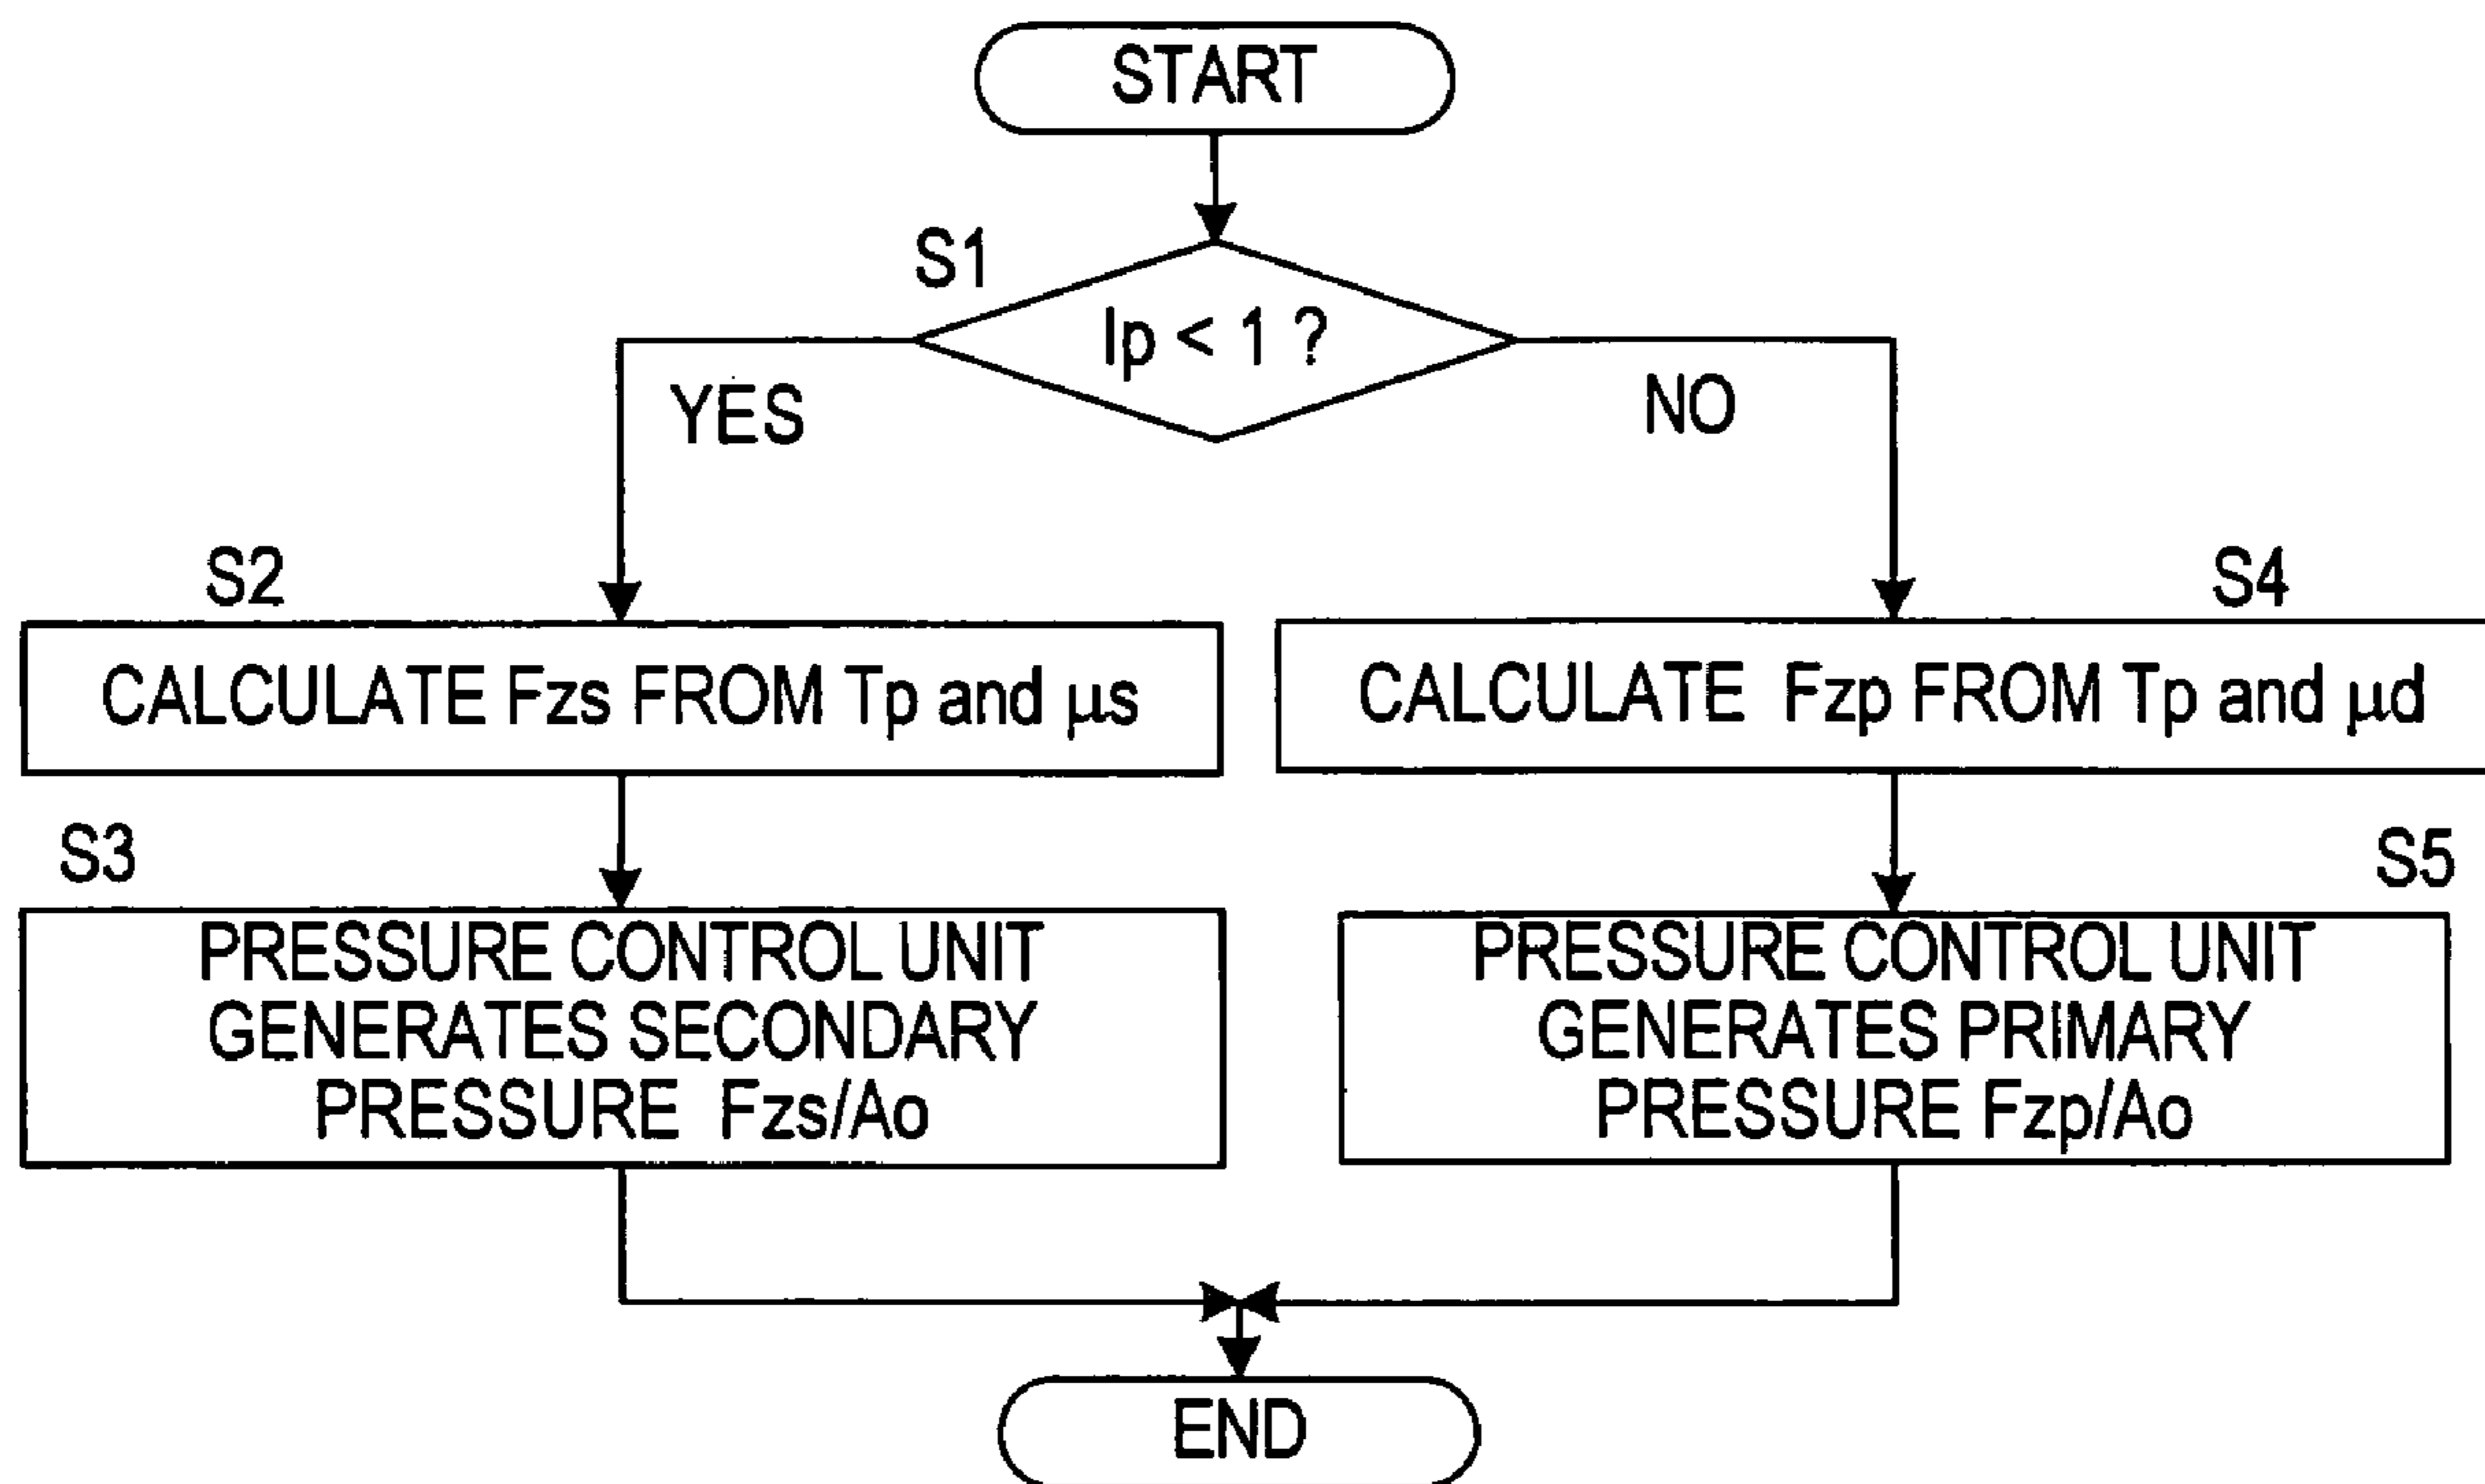 START
S1
Ip < 1 ?
YES
NO
S2
CALCULATE Fzs FROM Tp and μs
S3
PRESSURE CONTROL UNIT
GENERATES SECONDARY
PRESSURE Fzs/Ao
S4
CALCULATE Fzp FROM Tp and μd
S5
PRESSURE CONTROL UNIT
GENERATES PRIMARY
PRESSURE Fzp/Ao
END